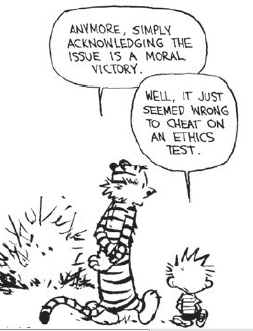 ANYMORE, SIMPLY
ACKNOWLEDGING THE
ISSUE IS A MORAL
VICTORY.
WELL, IT JUST
SEEMED WRONG
TO CHEAT ON
AN ETHICS
TEST.